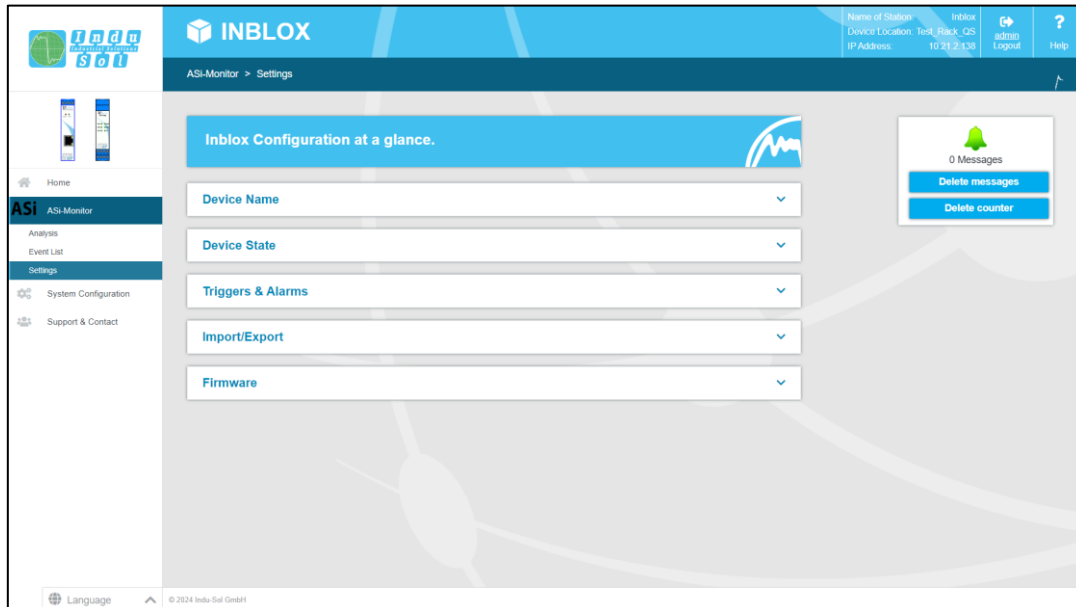 Indu
Industrial Solutions
Sol
INBLOX
Name of Station: Inblox
Device Location: Test_Rack_QS
IP Address: 10.21.2.138
admin
Logout
?
Help
ASi-Monitor > Settings
Inblox Configuration at a glance.
0 Messages
Delete messages
Delete counter
Home
ASi ASi-Monitor
Analysis
Event List
Settings
System Configuration
Support & Contact
Device Name
Device State
Triggers & Alarms
Import/Export
Firmware
Language
© 2024 Indu-Sol GmbH